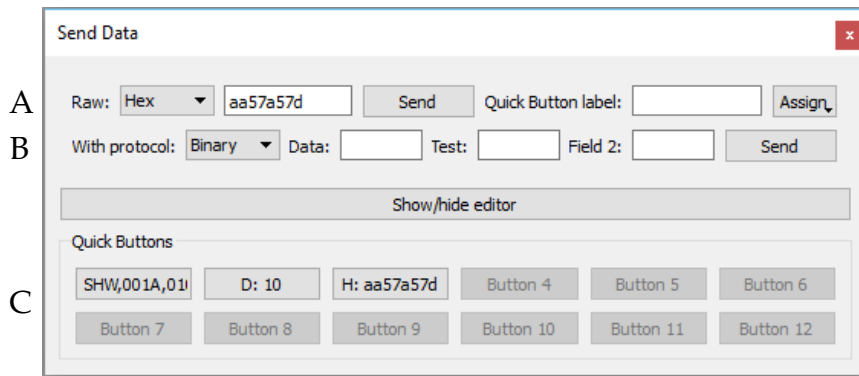 Send Data
x
A Raw: Hex aa57a57d Send Quick Button label: Assign
B With protocol: Binary Data: Test: Field 2: Send
Show/hide editor
Quick Buttons
C
SHW,001A,01 D: 10 H: aa57a57d Button 4 Button 5 Button 6
Button 7 Button 8 Button 9 Button 10 Button 11 Button 12